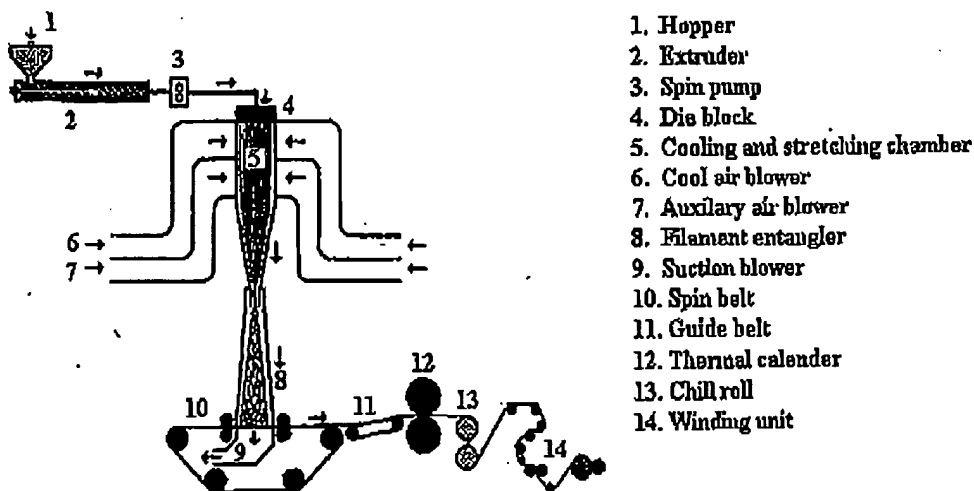 1
3
2
4
5
6
7
8
10
9
11
12
13
14
1. Hopper
2. Extruder
3. Spin pump
4. Die block
5. Cooling and stretching chamber
6. Cool air blower
7. Auxilary air blower
8. Filament entangler
9. Suction blower
10. Spin belt
11. Guide belt
12. Thermal calender
13. Chill roll
14. Winding unit